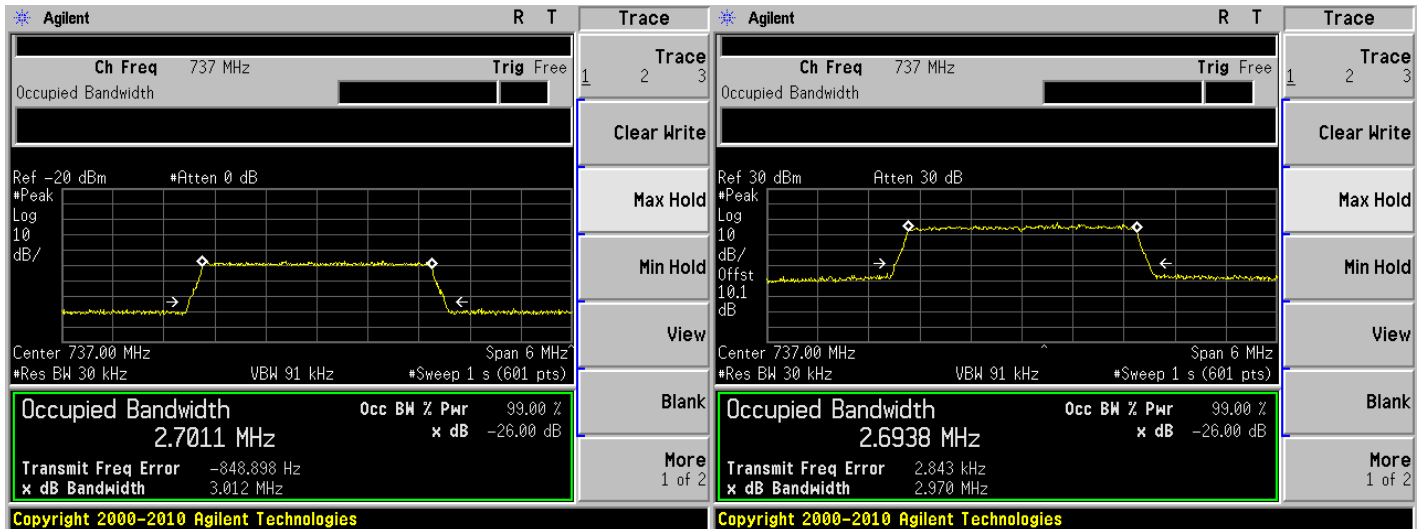 Agilent R T Trace
Ch Freq 737 MHz Trig Free
Occupied Bandwidth
Trace
1 2 3
Clear Write
Max Hold
Min Hold
View
Blank
More
1 of 2
Ref -20 dBm #Atten 0 dB
#Peak
Log
10
dB/
Center 737.00 MHz Span 6 MHz^
#Res BW 30 kHz VBW 91 kHz #Sweep 1 s (601 pts)
Occupied Bandwidth Occ BW % Pwr 99.00 %
2.7011 MHz x dB -26.00 dB
Transmit Freq Error -848.898 Hz
x dB Bandwidth 3.012 MHz
Copyright 2000-2010 Agilent Technologies
Agilent R T Trace
Ch Freq 737 MHz Trig Free
Occupied Bandwidth
Trace
1 2 3
Clear Write
Max Hold
Min Hold
View
Blank
More
1 of 2
Ref 30 dBm Atten 30 dB
#Peak
Log
10
dB/
Offst
10.1
dB
Center 737.00 MHz ^ Span 6 MHz
#Res BW 30 kHz VBW 91 kHz #Sweep 1 s (601 pts)
Occupied Bandwidth Occ BW % Pwr 99.00 %
2.6938 MHz x dB -26.00 dB
Transmit Freq Error 2.843 kHz
x dB Bandwidth 2.970 MHz
Copyright 2000-2010 Agilent Technologies